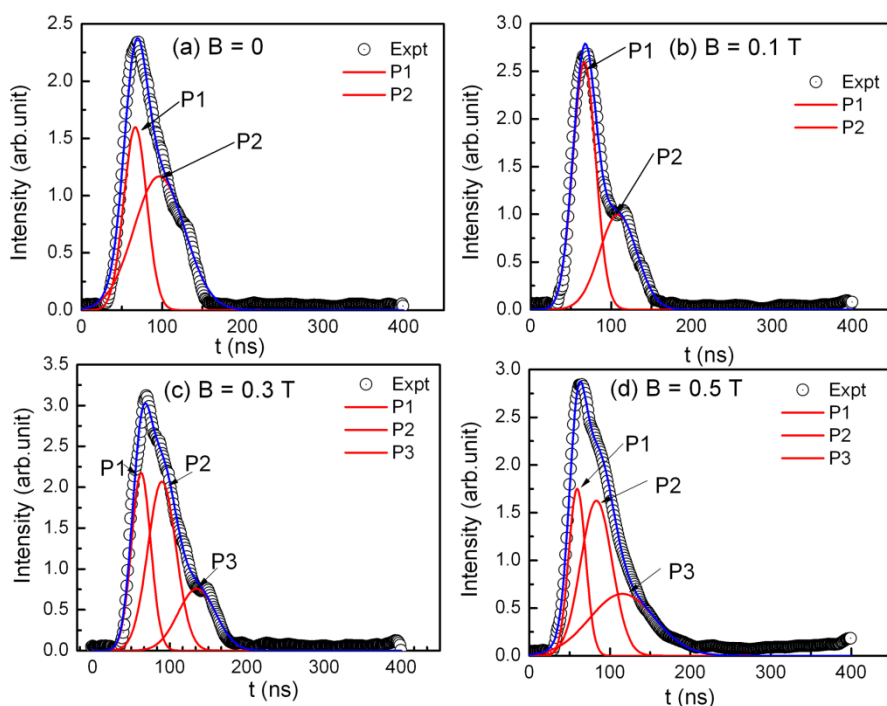 (a) B = 0
Expt
P1
P2
P1
P2
Intensity (arb.unit)
2.5
2.0
1.5
1.0
0.5
0.0
0 100 200 300 400
t (ns)
(b) B = 0.1 T
Expt
P1
P2
P1
P2
Intensity (arb.unit)
3.0
2.5
2.0
1.5
1.0
0.5
0.0
0 100 200 300 400
t (ns)
(c) B = 0.3 T
Expt
P1
P2
P3
P1
P2
P3
Intensity (arb.unit)
3.5
3.0
2.5
2.0
1.5
1.0
0.5
0.0
0 100 200 300 400
t (ns)
(d) B = 0.5 T
Expt
P1
P2
P3
P1
P2
P3
Intensity (arb.unit)
3.0
2.5
2.0
1.5
1.0
0.5
0.0
0 100 200 300 400
t (ns)